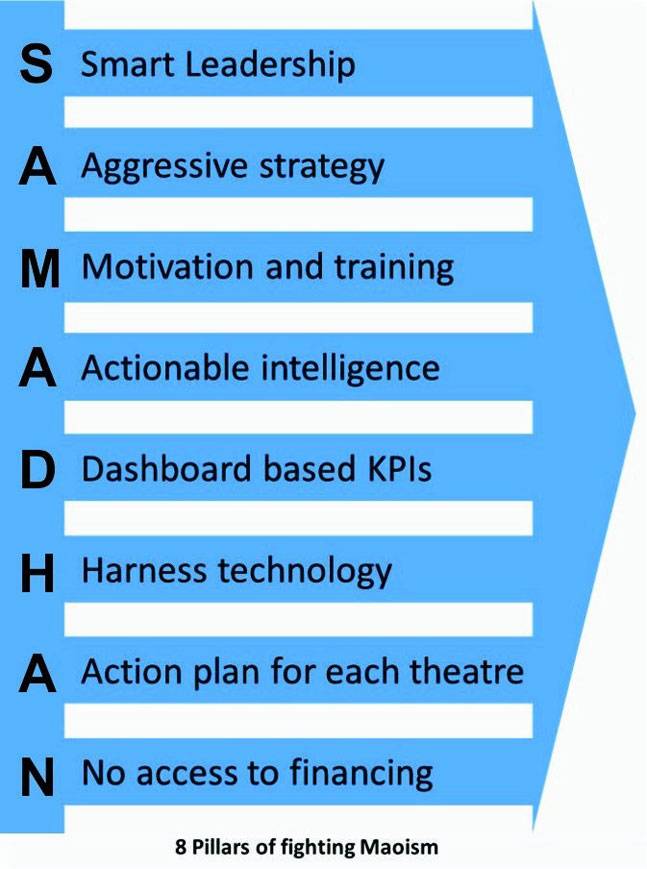 S Smart Leadership
A Aggressive strategy
M Motivation and training
A Actionable intelligence
D Dashboard based KPIs
H Harness technology
A Action plan for each theatre
N No access to financing
8 Pillars of fighting Maoism